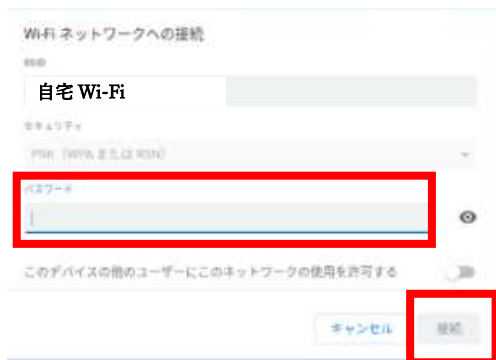 Wi-Fi ネットワークへの接続
SSID
自宅 Wi-Fi
セキュリティ
PSK（WPA または RSN）
パスワード
このデバイスの他のユーザーにこのネットワークの使用を許可する
キャンセル
接続